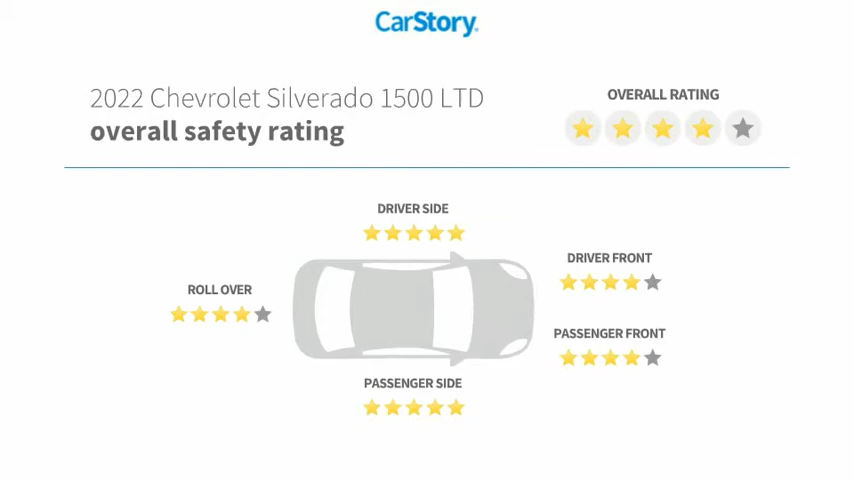 CarStory.
2022 Chevrolet Silverado 1500 LTD
overall safety rating
OVERALL RATING
DRIVER SIDE
DRIVER FRONT
ROLL OVER
PASSENGER FRONT
PASSENGER SIDE